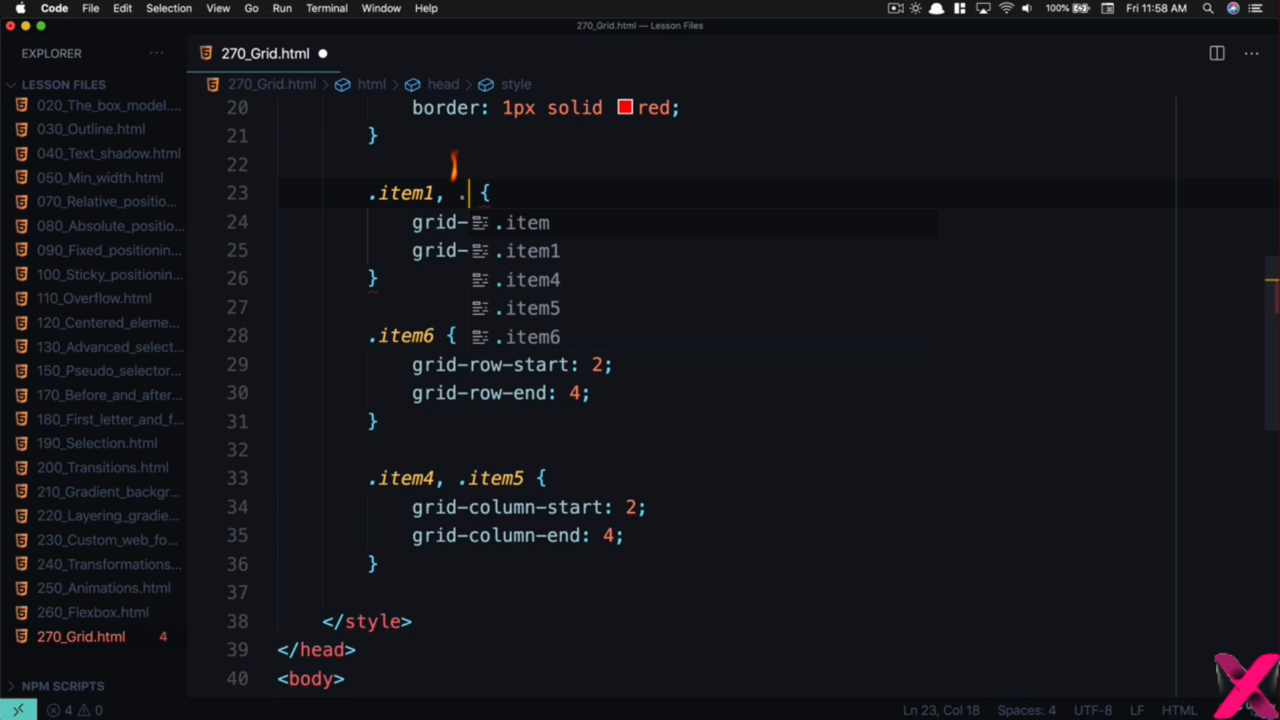 Code File Edit Selection View Go Run Terminal Window Help 100% Fri 11:58 AM
270_Grid.html — Lesson Files
EXPLORER ··· 270_Grid.html ● ···
LESSON FILES 270_Grid.html > html > head > style
020_The_box_model....
030_Outline.html
040_Text_shadow.html
050_Min_width.html
070_Relative_positio...
080_Absolute_positio...
090_Fixed_positionin...
100_Sticky_positionin...
110_Overflow.html
120_Centered_eleme...
130_Advanced_select...
150_Pseudo_selector...
170_Before_and_after...
180_First_letter_and_f...
190_Selection.html
200_Transitions.html
210_Gradient_backgr...
220_Layering_gradie...
230_Custom_web_fo...
240_Transformations...
250_Animations.html
260_Flexbox.html
270_Grid.html 4
NPM SCRIPTS
20 border: 1px solid red;
21 }
22
23 .item1, . {
24 grid-
25 grid-
26 }
27
28 .item6 {
29 grid-row-start: 2;
30 grid-row-end: 4;
31 }
32
33 .item4, .item5 {
34 grid-column-start: 2;
35 grid-column-end: 4;
36 }
37
38 </style>
39 </head>
40 <body>
.item
.item1
.item4
.item5
.item6
4 0 Ln 23, Col 18 Spaces: 4 UTF-8 LF HTML
X